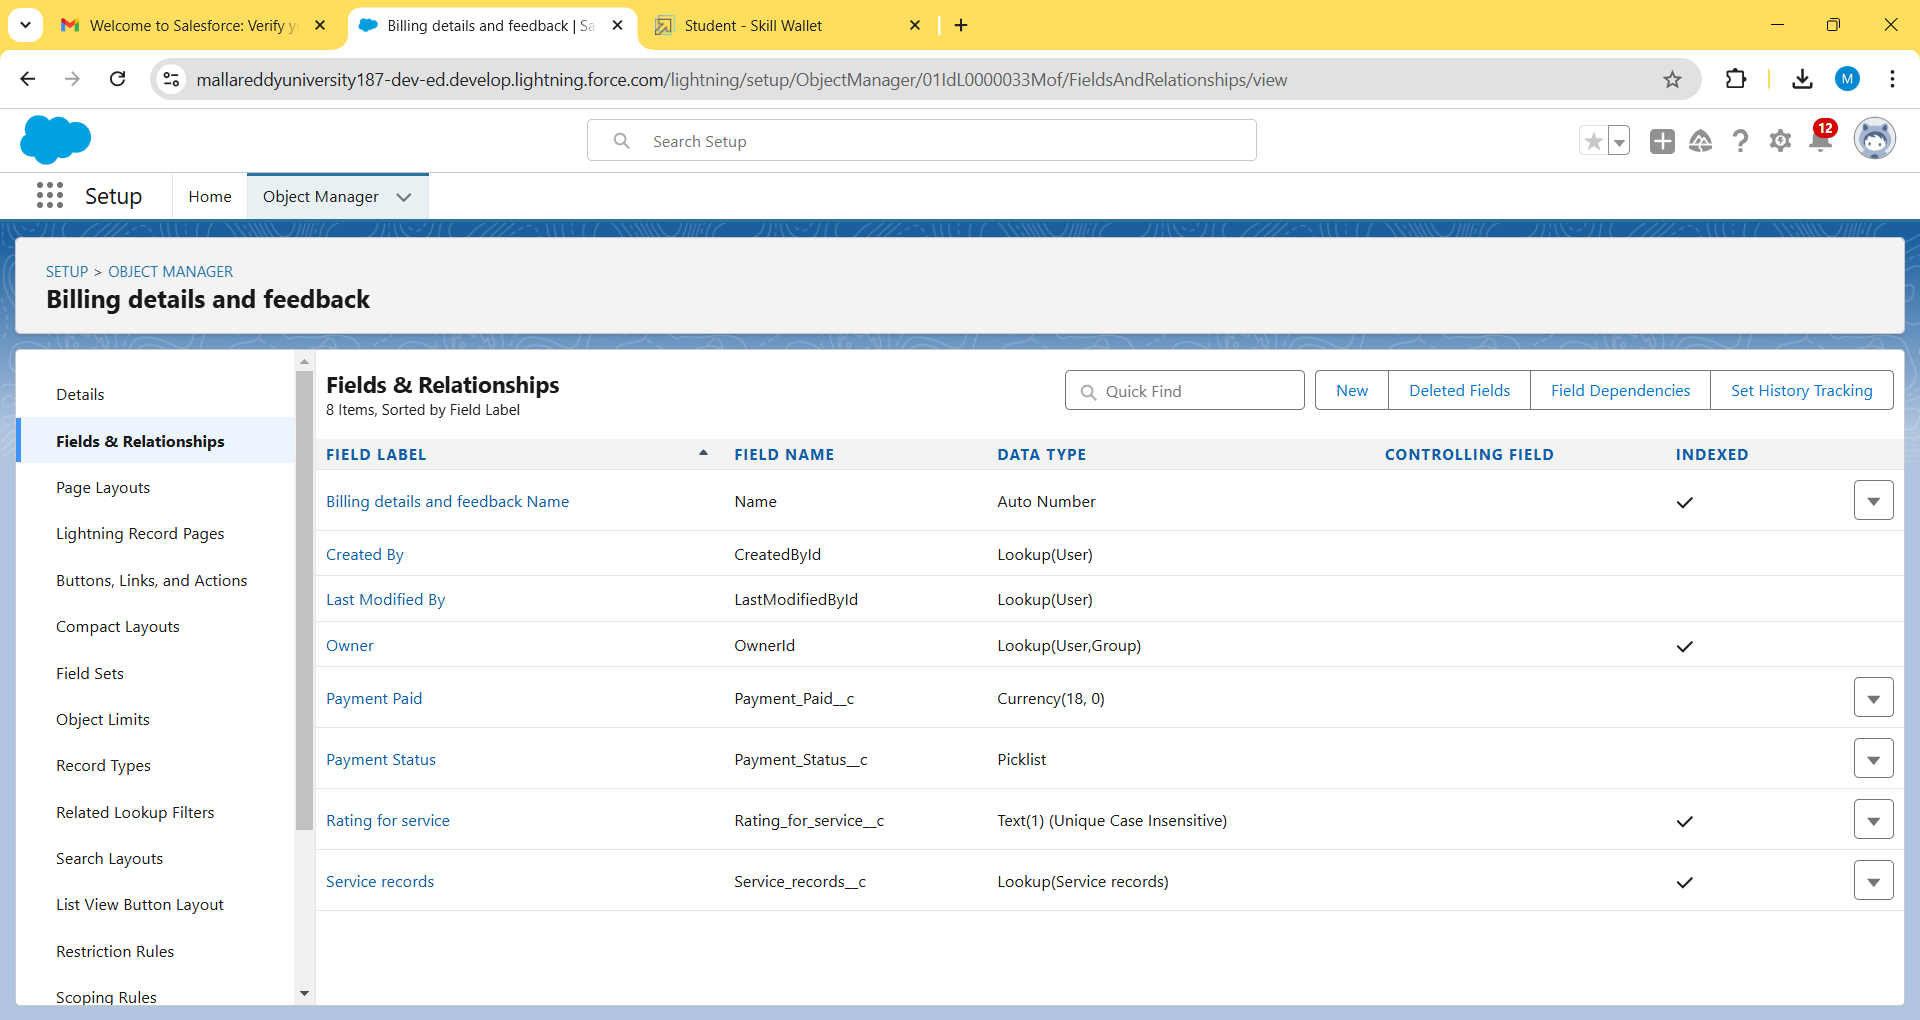 Welcome to Salesforce: Verify y
Billing details and feedback | Sa
Student - Skill Wallet
mallareddyuniversity187-dev-ed.develop.lightning.force.com/lightning/setup/ObjectManager/01IdL0000033Mof/FieldsAndRelationships/view
M
Search Setup
12
Setup
Home
Object Manager
SETUP > OBJECT MANAGER
Billing details and feedback
Details
Fields & Relationships
Page Layouts
Lightning Record Pages
Buttons, Links, and Actions
Compact Layouts
Field Sets
Object Limits
Record Types
Related Lookup Filters
Search Layouts
List View Button Layout
Restriction Rules
Scoping Rules
Fields & Relationships
8 Items, Sorted by Field Label
Quick Find
New
Deleted Fields
Field Dependencies
Set History Tracking
FIELD LABEL FIELD NAME DATA TYPE CONTROLLING FIELD INDEXED
Billing details and feedback Name Name Auto Number
Created By CreatedById Lookup(User)
Last Modified By LastModifiedById Lookup(User)
Owner OwnerId Lookup(User,Group)
Payment Paid Payment_Paid__c Currency(18, 0)
Payment Status Payment_Status__c Picklist
Rating for service Rating_for_service__c Text(1) (Unique Case Insensitive)
Service records Service_records__c Lookup(Service records)